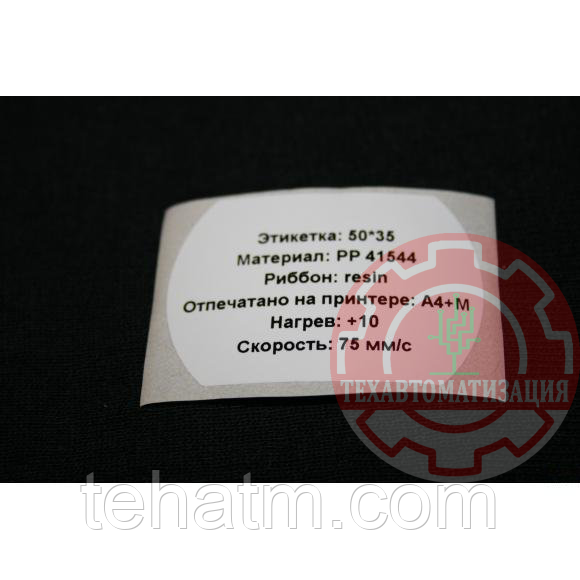 Этикетка: 50*35
Материал: PP 41544
Риббон: resin
Отпечатано на принтере: A4+M
Нагрев: +10
Скорость: 75 мм/с
ТЕХАВТОМАТИЗАЦИЯ
tehatm.com